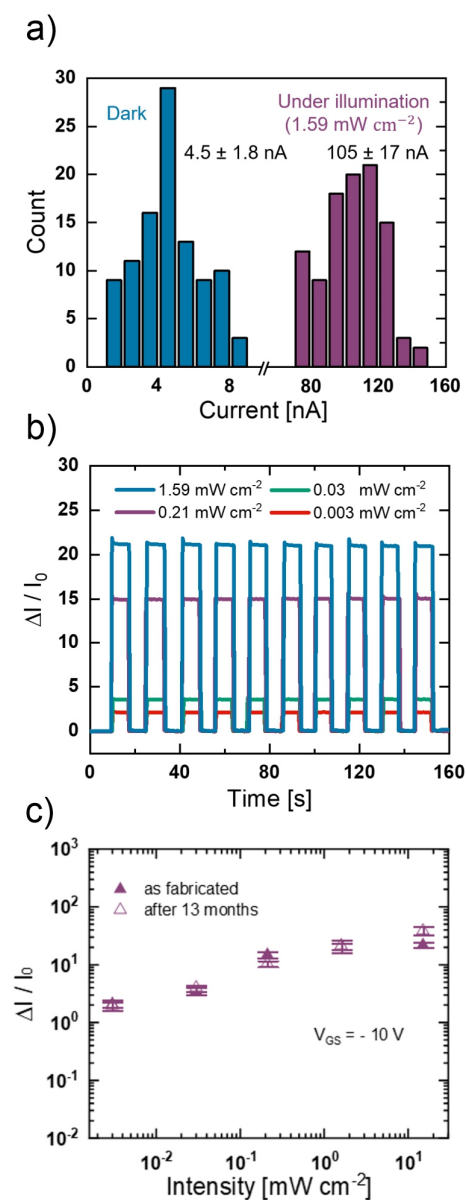 a)
30
25
20
15
10
5
0
Count
Dark
Under illumination
(1.59 mW cm⁻²)
4.5 ± 1.8 nA
105 ± 17 nA
0 4 8 80 120 160
Current [nA]
b)
30
25
20
15
10
5
0
ΔI / I₀
1.59 mW cm⁻²
0.03 mW cm⁻²
0.21 mW cm⁻²
0.003 mW cm⁻²
0 40 80 120 160
Time [s]
c)
10³
10²
10¹
10⁰
10⁻¹
10⁻²
ΔI / I₀
as fabricated
after 13 months
V_GS = - 10 V
10⁻² 10⁻¹ 10⁰ 10¹
Intensity [mW cm⁻²]